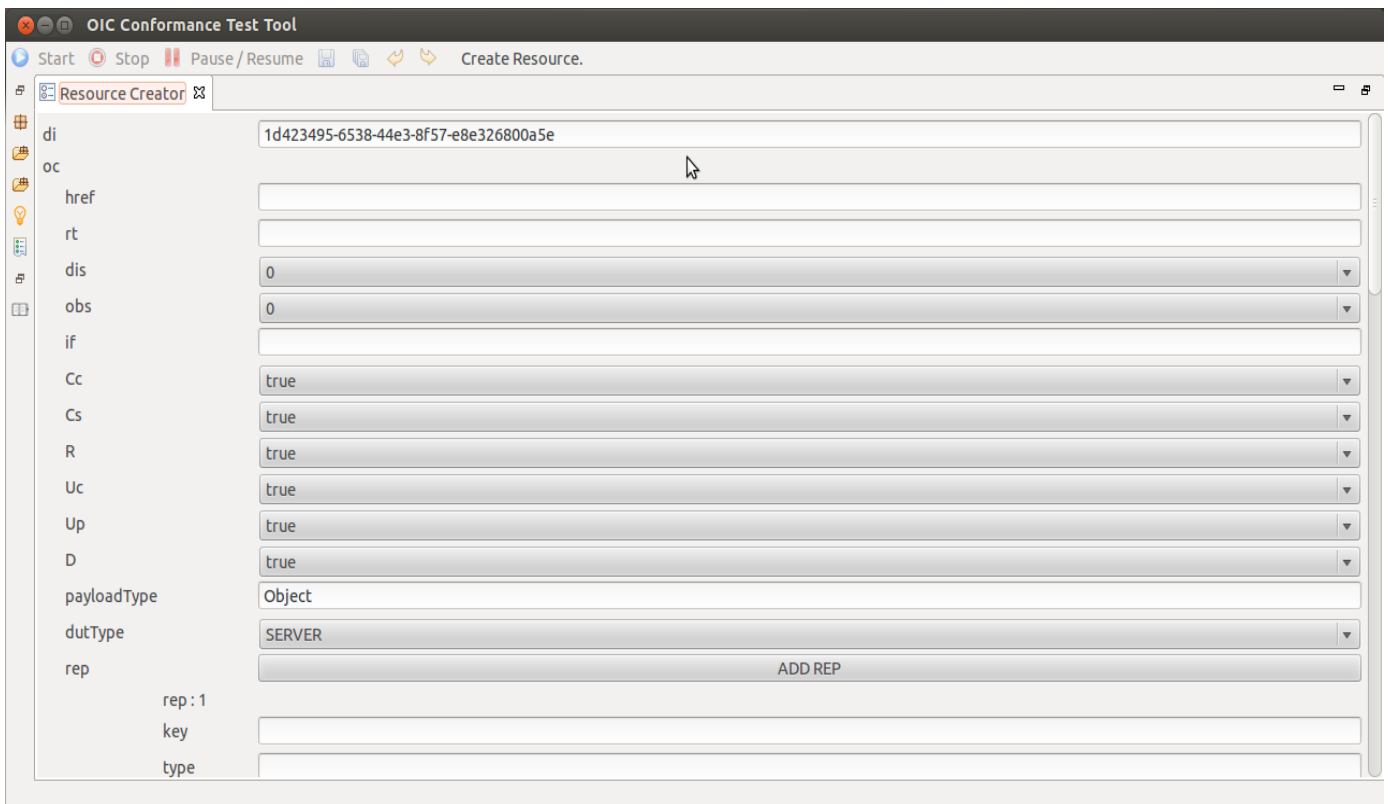 OIC Conformance Test Tool
Start Stop Pause / Resume Create Resource.
Resource Creator
di 1d423495-6538-44e3-8f57-e8e326800a5e
oc
href
rt
dis 0
obs 0
if
Cc true
Cs true
R true
Uc true
Up true
D true
payloadType Object
dutType SERVER
rep ADD REP
rep : 1
key
type